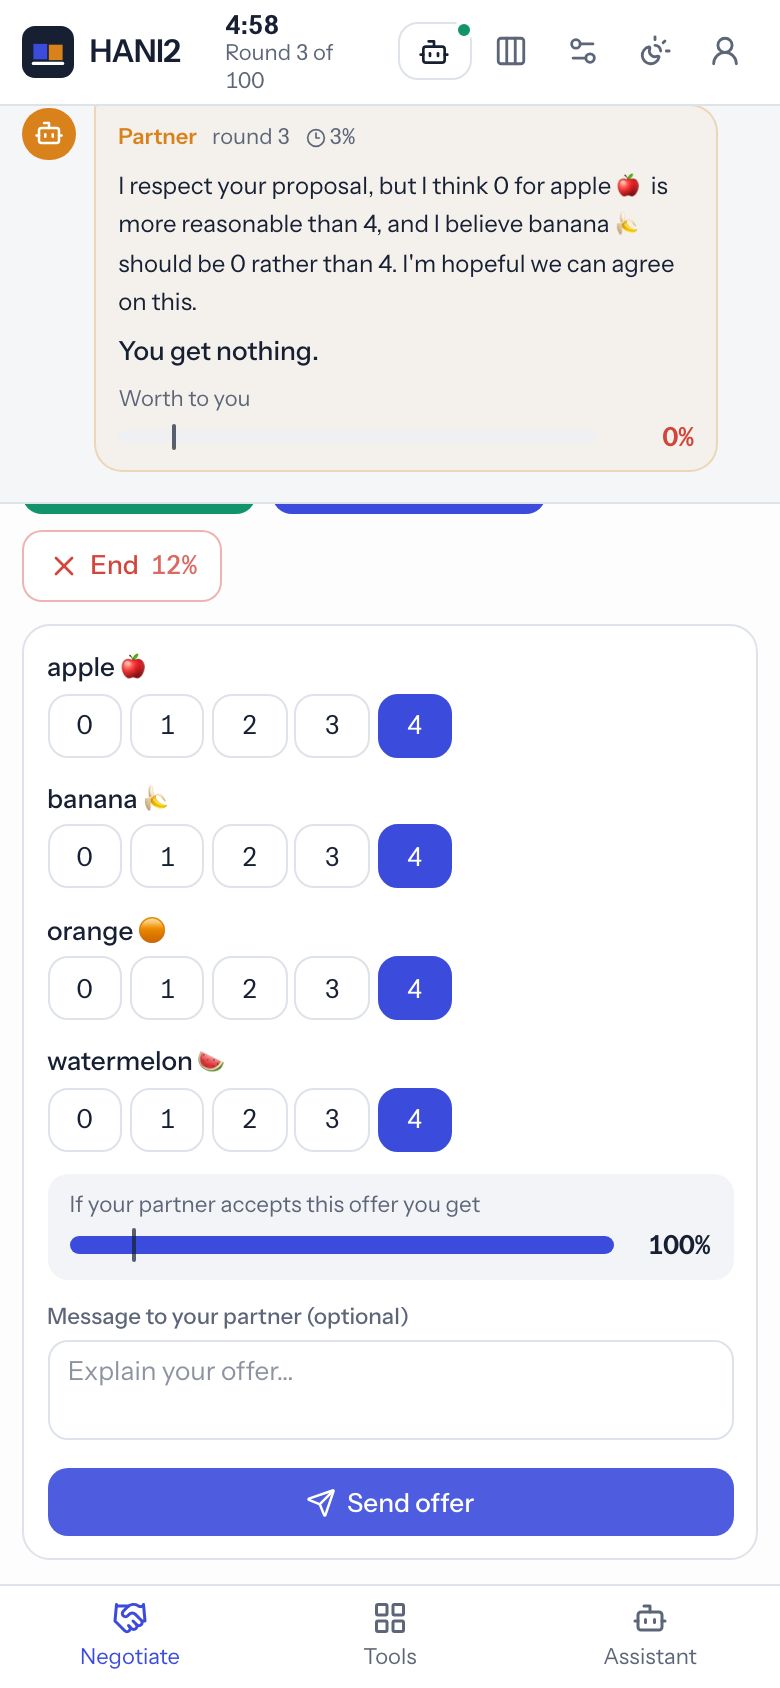 HANI2
4:58
Round 3 of
100
Partner round 3 3%
I respect your proposal, but I think 0 for apple 🍎 is
more reasonable than 4, and I believe banana 🍌
should be 0 rather than 4. I'm hopeful we can agree
on this.
You get nothing.
Worth to you
0%
End 12%
apple 🍎
0 1 2 3 4
banana 🍌
0 1 2 3 4
orange 🟠
0 1 2 3 4
watermelon 🍉
0 1 2 3 4
If your partner accepts this offer you get
100%
Message to your partner (optional)
Explain your offer...
Send offer
Negotiate Tools Assistant